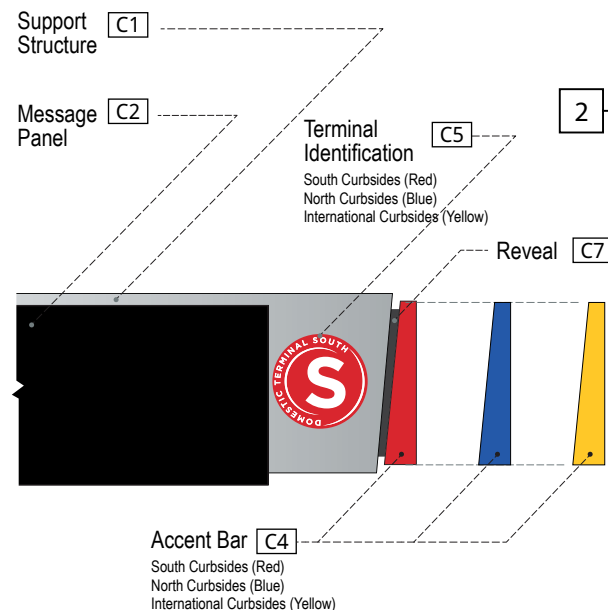 Support
Structure
C1
Message
Panel
C2
2
Terminal
Identification
C5
South Curbsides (Red)
North Curbsides (Blue)
International Curbsides (Yellow)
Reveal
C7
DOMESTIC TERMINAL SOUTH
S
Accent Bar
C4
South Curbsides (Red)
North Curbsides (Blue)
International Curbsides (Yellow)